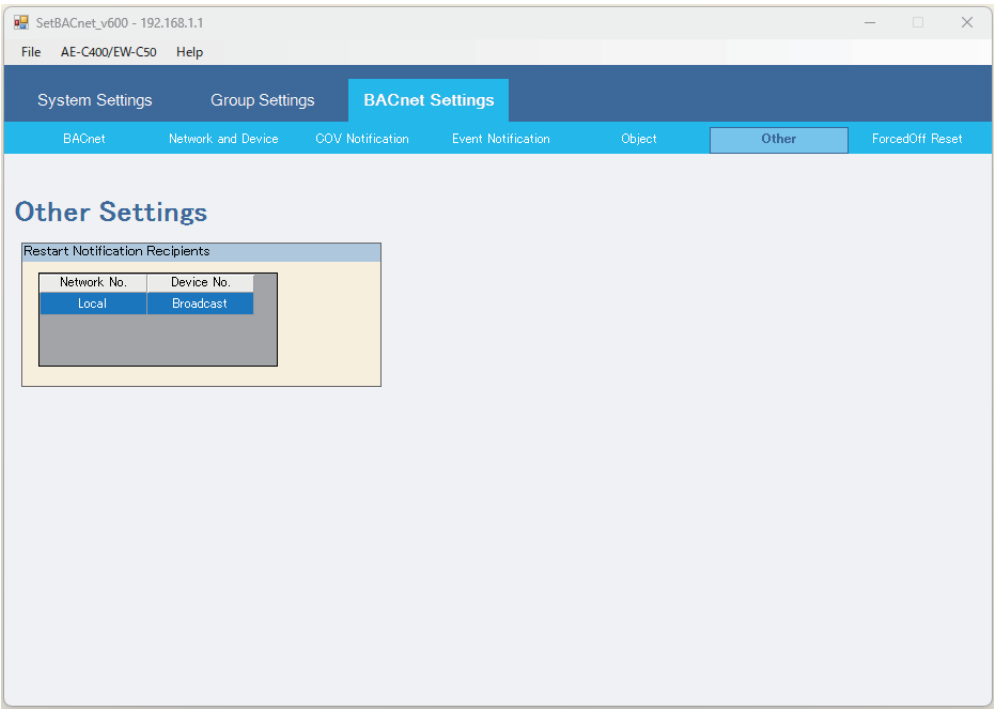 SetBACnet_v600 - 192.168.1.1
File AE-C400/EW-C50 Help
System Settings Group Settings BACnet Settings
BACnet Network and Device COV Notification Event Notification Object Other ForcedOff Reset
Other Settings
Restart Notification Recipients
Network No. Device No.
Local Broadcast